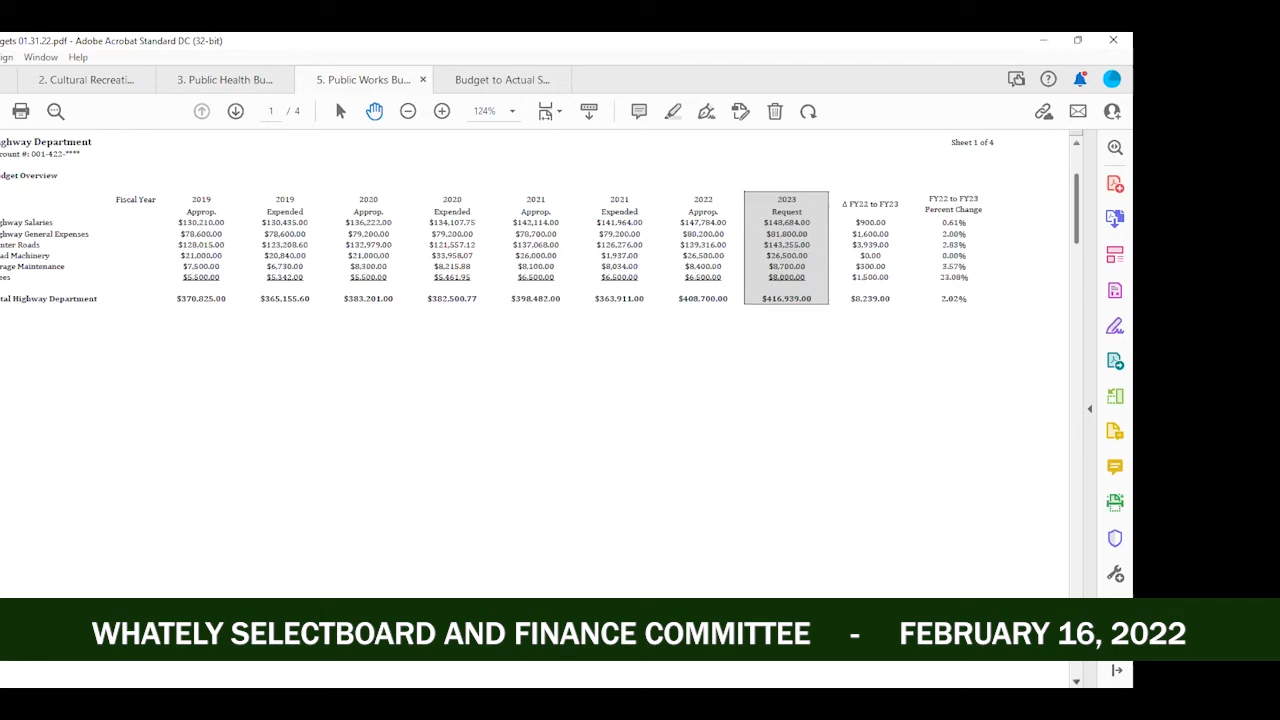 gets 01.31.22.pdf - Adobe Acrobat Standard DC (32-bit)
ign Window Help
2. Cultural Recreati... 3. Public Health Bu... 5. Public Works Bu... × Budget to Actual S...
1 / 4 124%
ghway Department Sheet 1 of 4
count #: 001-422-****
dget Overview
Fiscal Year 2019 2019 2020 2020 2021 2021 2022 2023 Δ FY22 to FY23 FY22 to FY23
Approp. Expended Approp. Expended Approp. Expended Approp. Request Percent Change
ghway Salaries $130,210.00 $130,435.00 $136,222.00 $134,107.75 $142,114.00 $141,964.00 $147,784.00 $148,684.00 $900.00 0.61%
ghway General Expenses $78,600.00 $78,600.00 $79,200.00 $79,200.00 $78,700.00 $79,200.00 $80,200.00 $81,800.00 $1,600.00 2.00%
nter Roads $128,015.00 $123,208.60 $132,979.00 $121,557.12 $137,068.00 $126,276.00 $139,316.00 $143,255.00 $3,939.00 2.83%
ad Machinery $21,000.00 $20,840.00 $21,000.00 $33,958.07 $26,000.00 $1,937.00 $26,500.00 $26,500.00 $0.00 0.00%
rage Maintenance $7,500.00 $6,730.00 $8,300.00 $8,215.88 $8,100.00 $8,034.00 $8,400.00 $8,700.00 $300.00 3.57%
ees $5,500.00 $5,342.00 $5,500.00 $5,461.95 $6,500.00 $6,500.00 $6,500.00 $8,000.00 $1,500.00 23.08%
tal Highway Department $370,825.00 $365,155.60 $383,201.00 $382,500.77 $398,482.00 $363,911.00 $408,700.00 $416,939.00 $8,239.00 2.02%
WHATELY SELECTBOARD AND FINANCE COMMITTEE - FEBRUARY 16, 2022